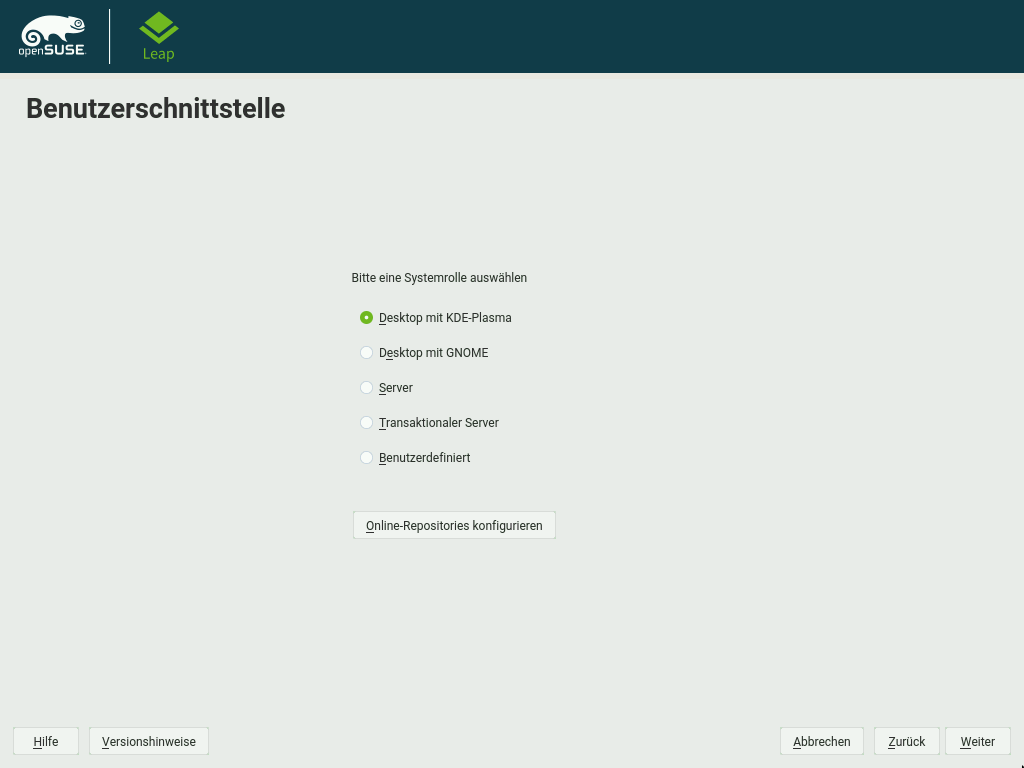 openSUSE.
Leap
Benutzerschnittstelle
Bitte eine Systemrolle auswählen
Desktop mit KDE-Plasma
Desktop mit GNOME
Server
Transaktionaler Server
Benutzerdefiniert
Online-Repositories konfigurieren
Hilfe Versionshinweise Abbrechen Zurück Weiter